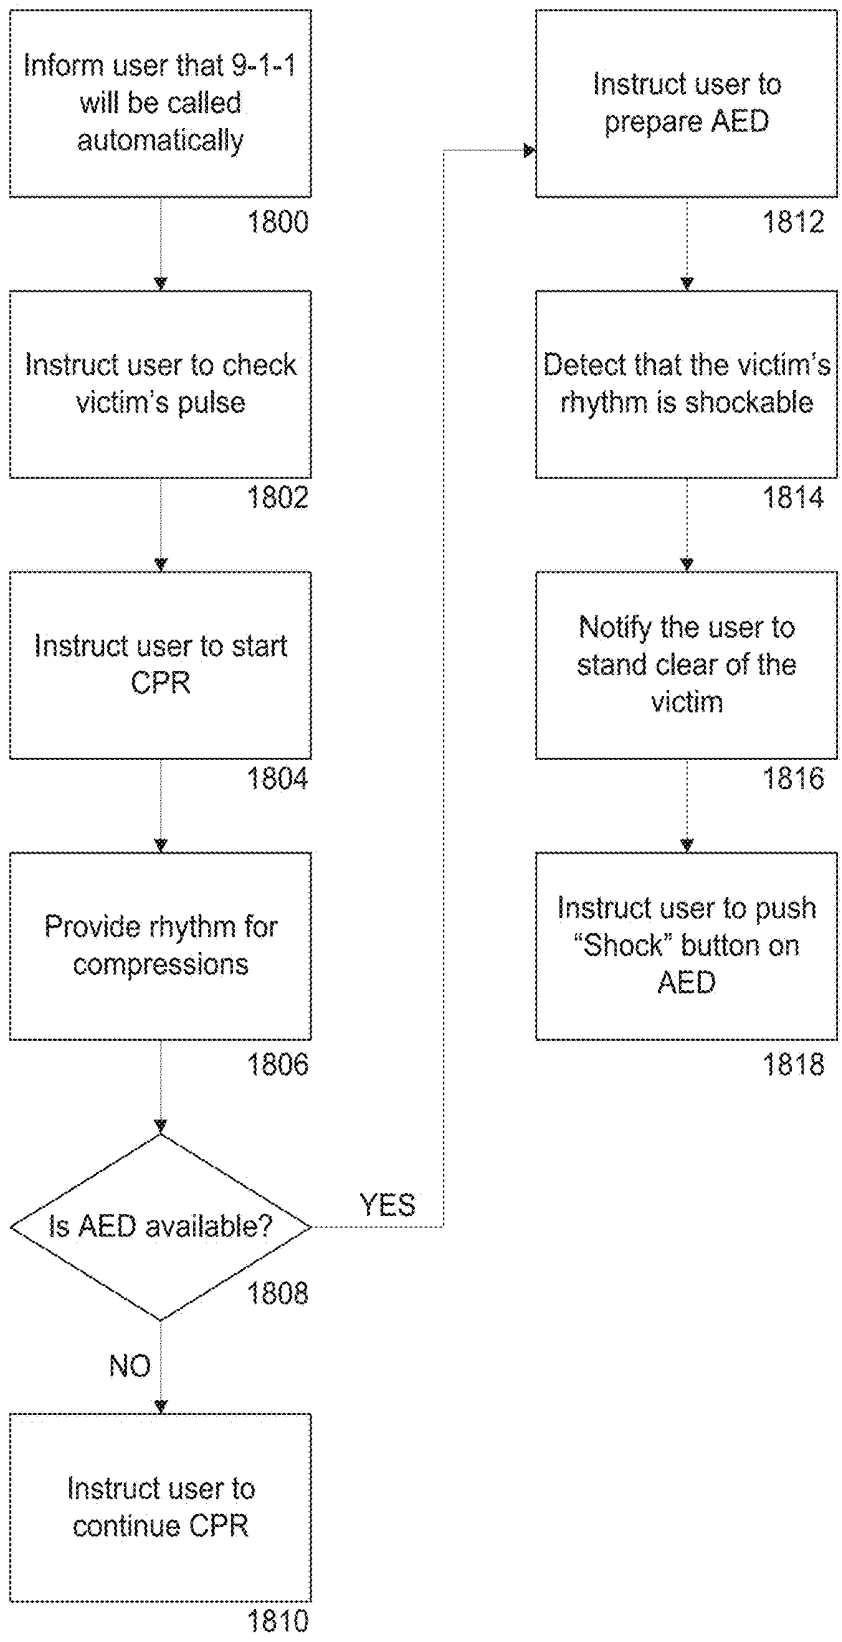 Inform user that 9-1-1
will be called
automatically
1800
Instruct user to check
victim's pulse
1802
Instruct user to start
CPR
1804
Provide rhythm for
compressions
1806
Is AED available?
1808
YES
NO
Instruct user to
continue CPR
1810
Instruct user to
prepare AED
1812
Detect that the victim's
rhythm is shockable
1814
Notify the user to
stand clear of the
victim
1816
Instruct user to push
“Shock” button on
AED
1818